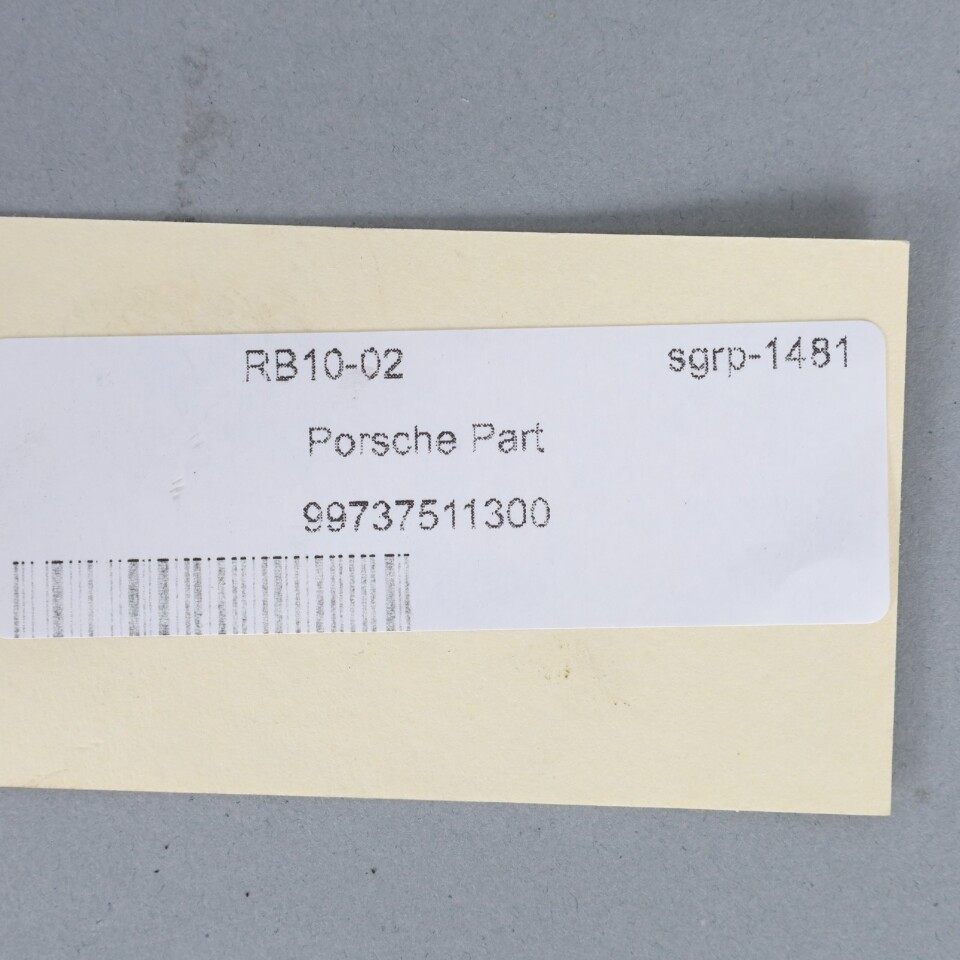 RB10-02 sgrp-1481
Porsche Part
99737511300